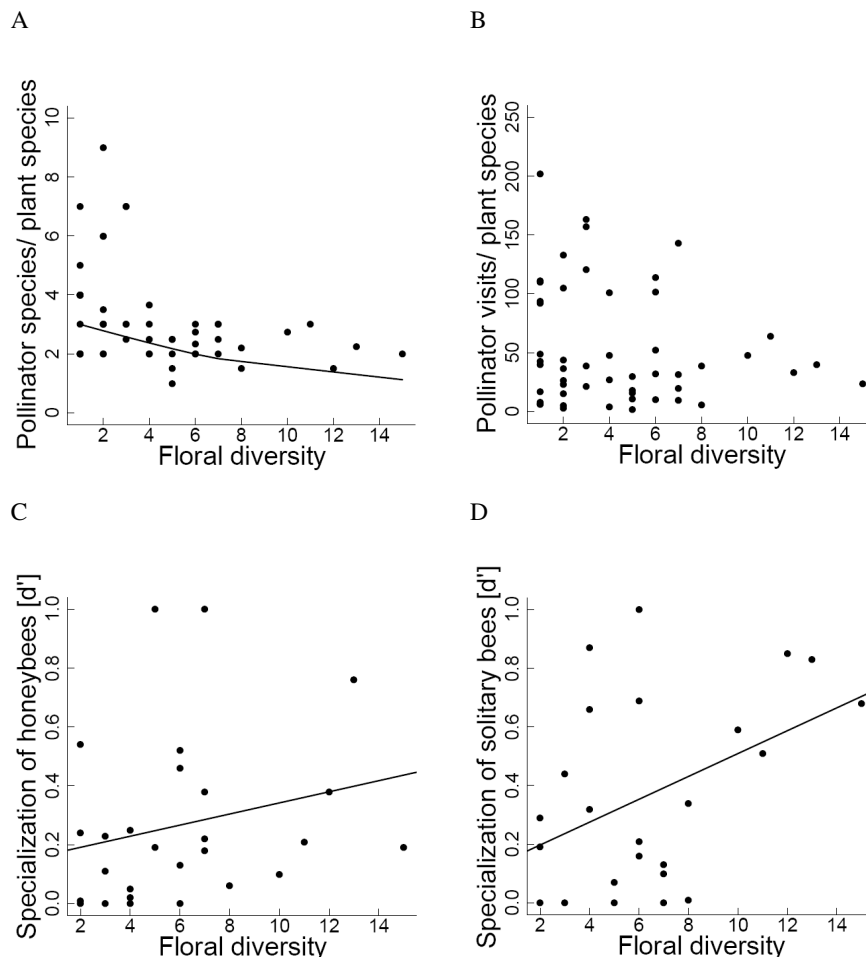 A
B
Pollinator species/ plant species
0 2 4 6 8 10
2 4 6 8 10 12 14
Floral diversity
Pollinator visits/ plant species
0 50 100 150 200 250
2 4 6 8 10 12 14
Floral diversity
C
D
Specialization of honeybees [d']
0.0 0.2 0.4 0.6 0.8 1.0
2 4 6 8 10 12 14
Floral diversity
Specialization of solitary bees [d']
0.0 0.2 0.4 0.6 0.8 1.0
2 4 6 8 10 12 14
Floral diversity